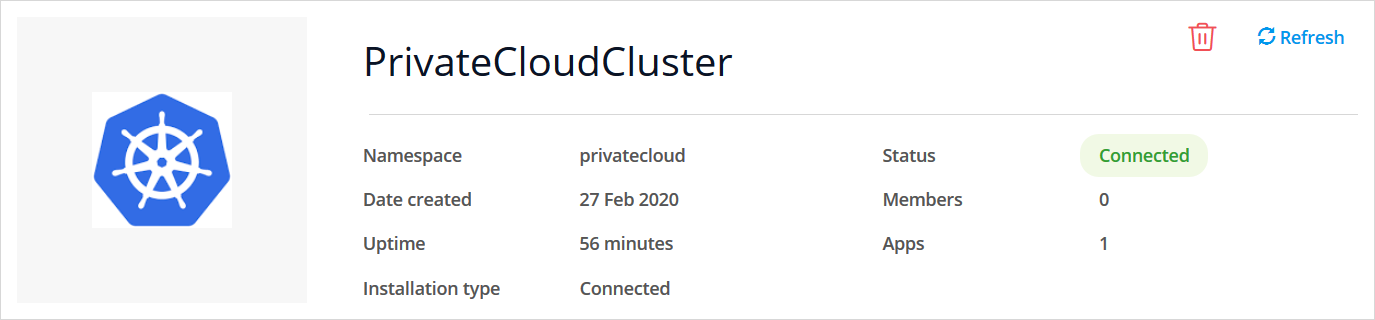 Refresh
PrivateCloudCluster
Namespace privatecloud Status Connected
Date created 27 Feb 2020 Members 0
Uptime 56 minutes Apps 1
Installation type Connected